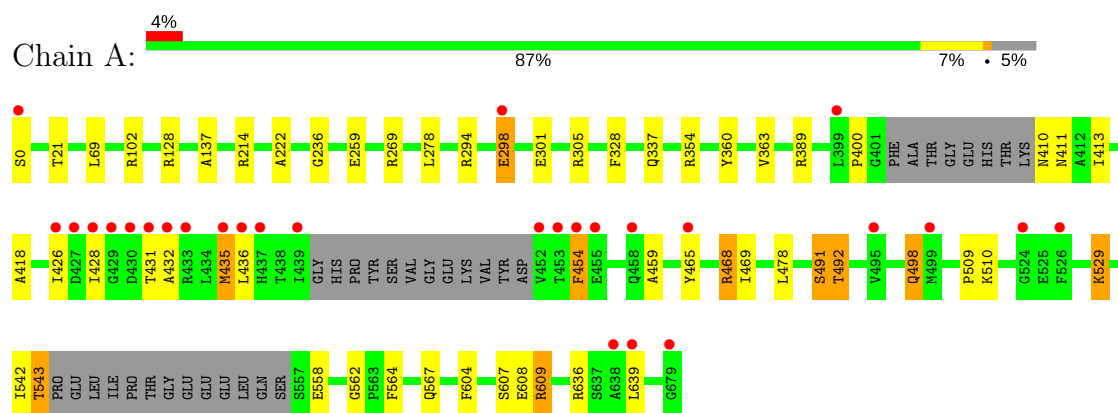 4%
Chain A:
87% 7% • 5%
S0 T21 L69 R102 R128 A137 R214 A222 G236 E259 R269 L278 R294 E298 E301 R305 F328 Q337 R354 Y360 V363 R389 L399 P400 G401 PHE ALA THR GLY GLU HIS THR LYS N410 N411 A412 I413
A418 I426 D427 I428 G429 D430 T431 A432 R433 L434 M435 L436 H437 T438 I439 GLY HIS PRO TYR SER VAL GLY GLU LYS VAL TYR ASP V452 T453 F454 E455 Q458 A459 Y465 R468 I469 L478 S491 T492 V495 Q498 M499 P509 K510 G524 E525 F526 K529
I542 T543 PRO GLU LEU ILE PRO THR GLY GLU GLU GLU LEU GLN SER S557 E558 G562 P563 F564 Q567 F604 S607 E608 R609 R636 S637 A638 L639 G679